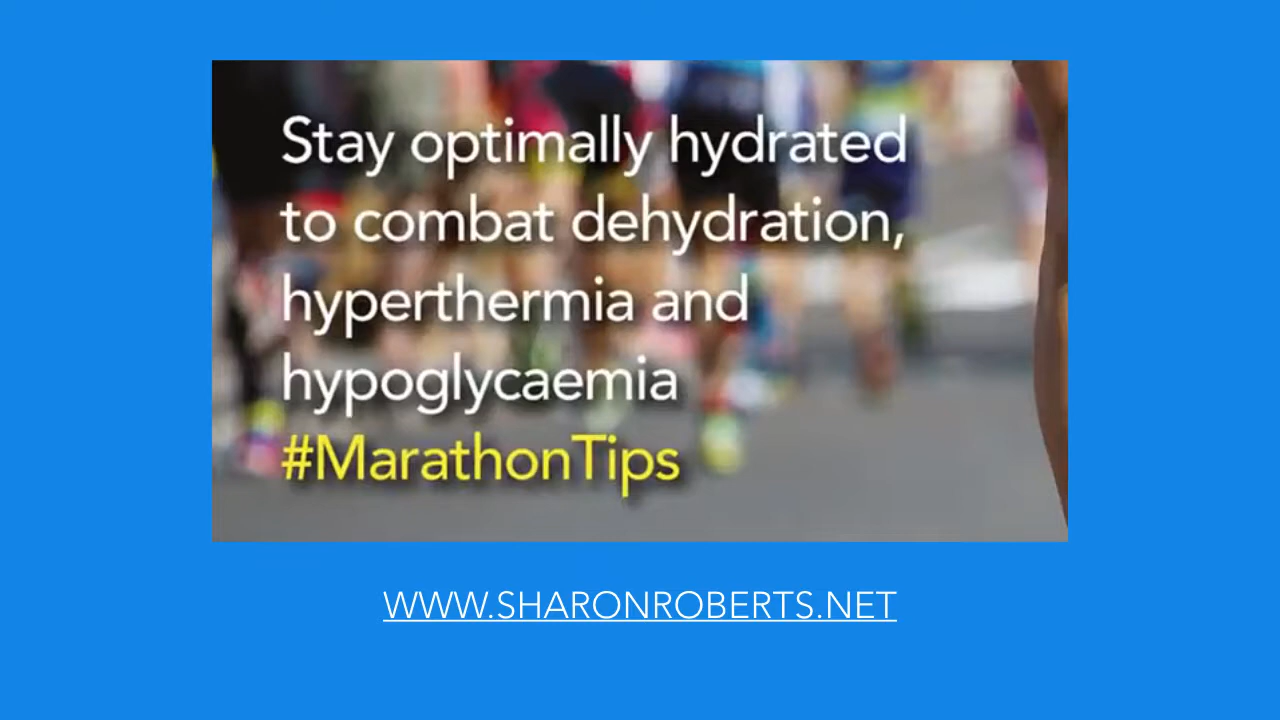 Stay optimally hydrated
to combat dehydration,
hyperthermia and
hypoglycaemia
#MarathonTips
WWW.SHARONROBERTS.NET